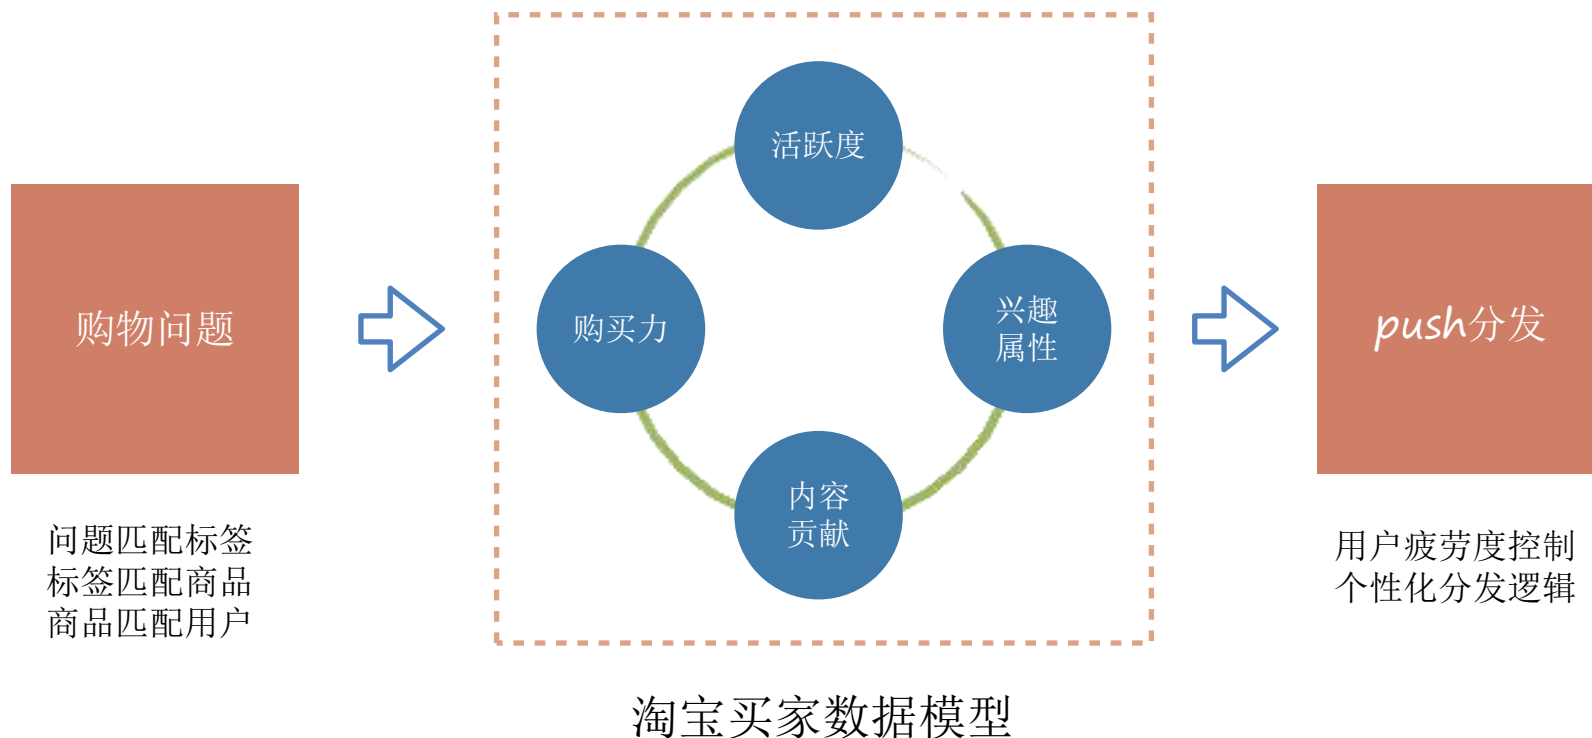 购物问题
问题匹配标签
标签匹配商品
商品匹配用户
活跃度
购买力
兴趣
属性
内容
贡献
淘宝买家数据模型
push分发
用户疲劳度控制
个性化分发逻辑